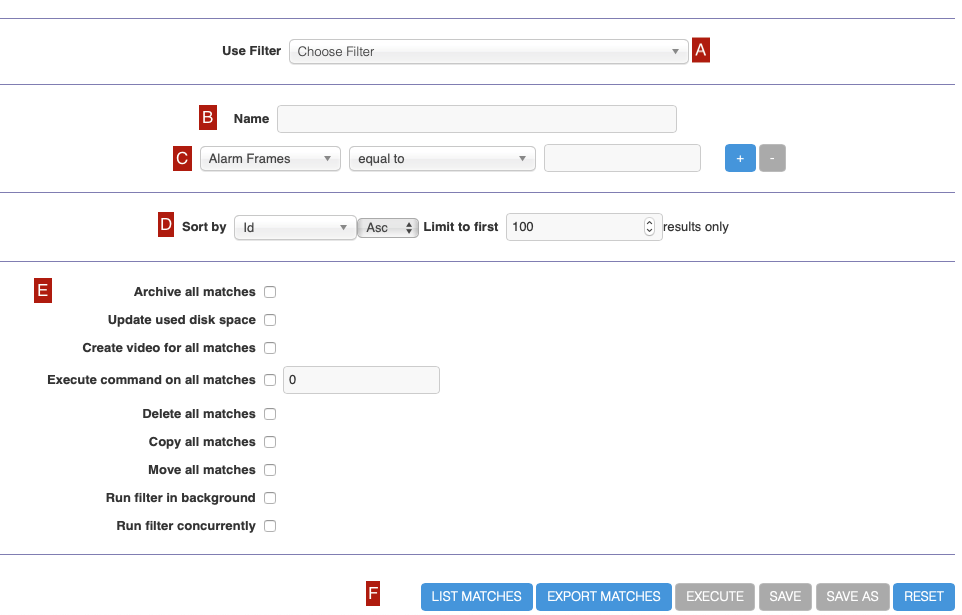 Use Filter Choose Filter A
B Name
C Alarm Frames equal to + -
D Sort by Id Asc Limit to first 100 results only
E Archive all matches
Update used disk space
Create video for all matches
Execute command on all matches 0
Delete all matches
Copy all matches
Move all matches
Run filter in background
Run filter concurrently
F LIST MATCHES EXPORT MATCHES EXECUTE SAVE SAVE AS RESET